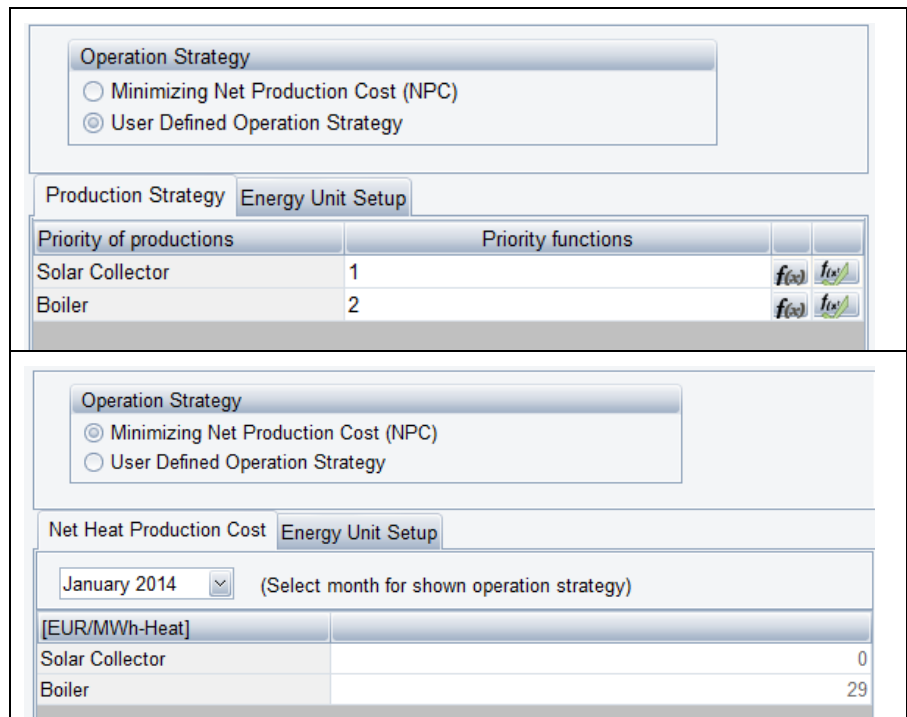 Operation Strategy
Minimizing Net Production Cost (NPC)
User Defined Operation Strategy
Production Strategy Energy Unit Setup
Priority of productions Priority functions
Solar Collector 1 f(x) f(x)
Boiler 2 f(x) f(x)
Operation Strategy
Minimizing Net Production Cost (NPC)
User Defined Operation Strategy
Net Heat Production Cost Energy Unit Setup
January 2014 (Select month for shown operation strategy)
[EUR/MWh-Heat]
Solar Collector 0
Boiler 29